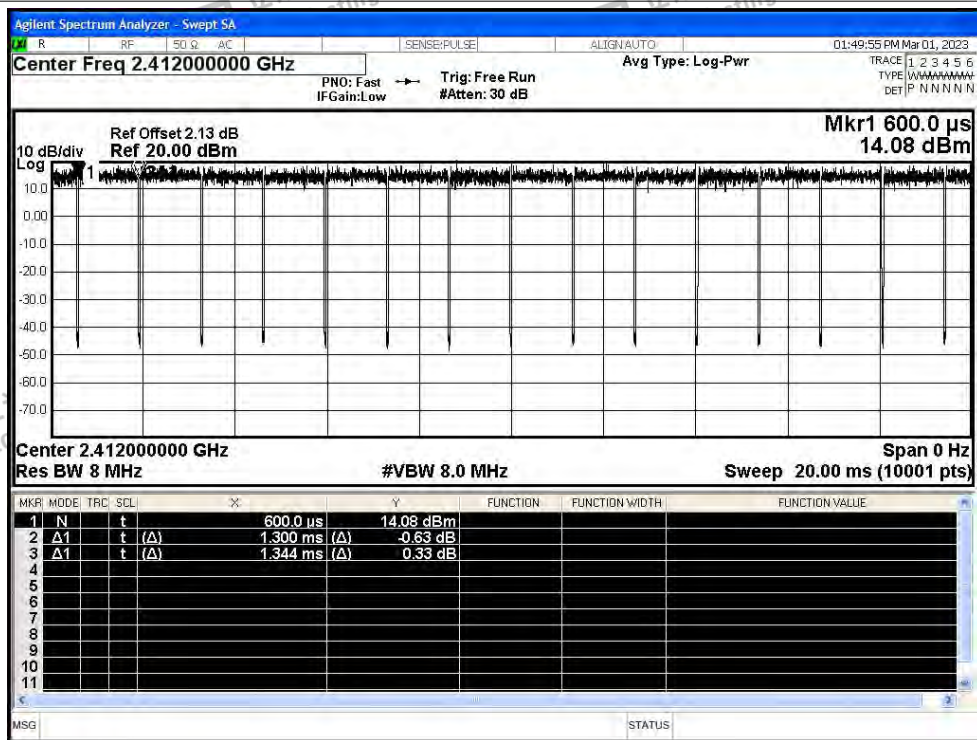 Agilent Spectrum Analyzer - Swept SA
R RF 50 Ω AC SENSE:PULSE ALIGN AUTO 01:49:55 PM Mar 01, 2023
Center Freq 2.412000000 GHz
PNO: Fast
IFGain:Low
Trig: Free Run
#Atten: 30 dB
Avg Type: Log-Pwr
TRACE 1 2 3 4 5 6
TYPE
DET P N N N N N
Mkr1 600.0 µs
14.08 dBm
Ref Offset 2.13 dB
10 dB/div Ref 20.00 dBm
Log
1
10.0
0.00
-10.0
-20.0
-30.0
-40.0
-50.0
-60.0
-70.0
Center 2.412000000 GHz Span 0 Hz
Res BW 8 MHz #VBW 8.0 MHz Sweep 20.00 ms (10001 pts)
MKR MODE TRC SCL X Y FUNCTION FUNCTION WIDTH FUNCTION VALUE
1 N t 600.0 µs 14.08 dBm
2 Δ1 t (Δ) 1.300 ms (Δ) -0.63 dB
3 Δ1 t (Δ) 1.344 ms (Δ) 0.33 dB
4
5
6
7
8
9
10
11
MSG STATUS